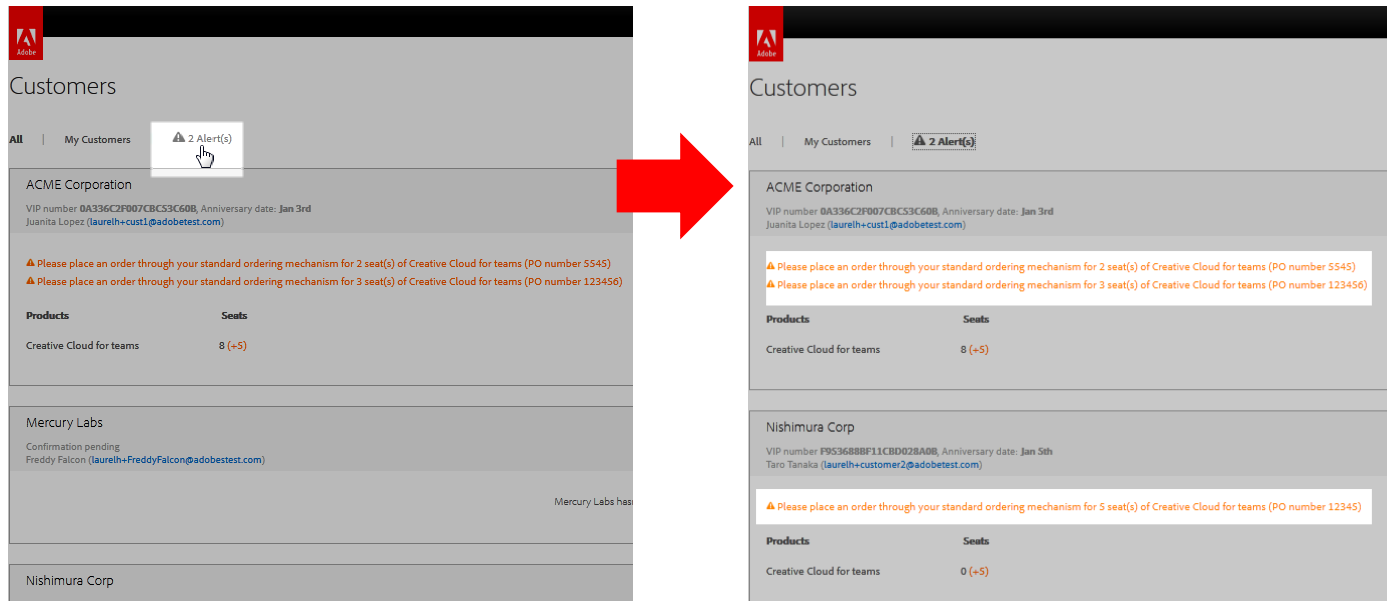 Adobe
Customers
All | My Customers 2 Alert(s)
ACME Corporation
VIP number 0A336C2F007CBC53C60B, Anniversary date: Jan 3rd
Juanita Lopez (laurelh+cust1@adobetest.com)
Please place an order through your standard ordering mechanism for 2 seat(s) of Creative Cloud for teams (PO number 5545)
Please place an order through your standard ordering mechanism for 3 seat(s) of Creative Cloud for teams (PO number 123456)
Products Seats
Creative Cloud for teams 8 (+5)
Mercury Labs
Confirmation pending
Freddy Falcon (laurelh+FreddyFalcon@adobestest.com)
Mercury Labs has
Nishimura Corp
Adobe
Customers
All | My Customers | 2 Alert(s)
ACME Corporation
VIP number 0A336C2F007CBC53C60B, Anniversary date: Jan 3rd
Juanita Lopez (laurelh+cust1@adobetest.com)
Please place an order through your standard ordering mechanism for 2 seat(s) of Creative Cloud for teams (PO number 5545)
Please place an order through your standard ordering mechanism for 3 seat(s) of Creative Cloud for teams (PO number 123456)
Products Seats
Creative Cloud for teams 8 (+5)
Nishimura Corp
VIP number F953688BF11CBD028A0B, Anniversary date: Jan 5th
Taro Tanaka (laurelh+customer2@adobetest.com)
Please place an order through your standard ordering mechanism for 5 seat(s) of Creative Cloud for teams (PO number 12345)
Products Seats
Creative Cloud for teams 0 (+5)